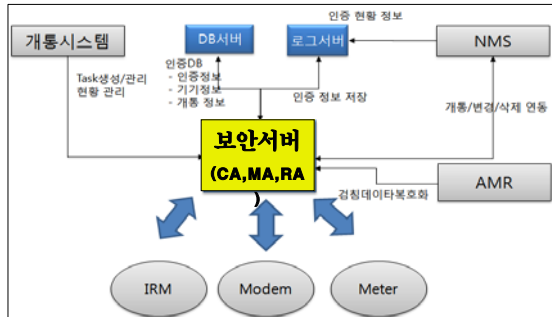 인증 현황 정보
개통시스템
DB서버
로그서버
NMS
Task생성/관리
현황 관리
인증DB
- 인증정보
- 기기정보
- 개통 정보
인증 정보 저장
개통/변경/삭제 연동
보안서버
(CA,MA,RA
)
AMR
검침데이타복호화
IRM
Modem
Meter